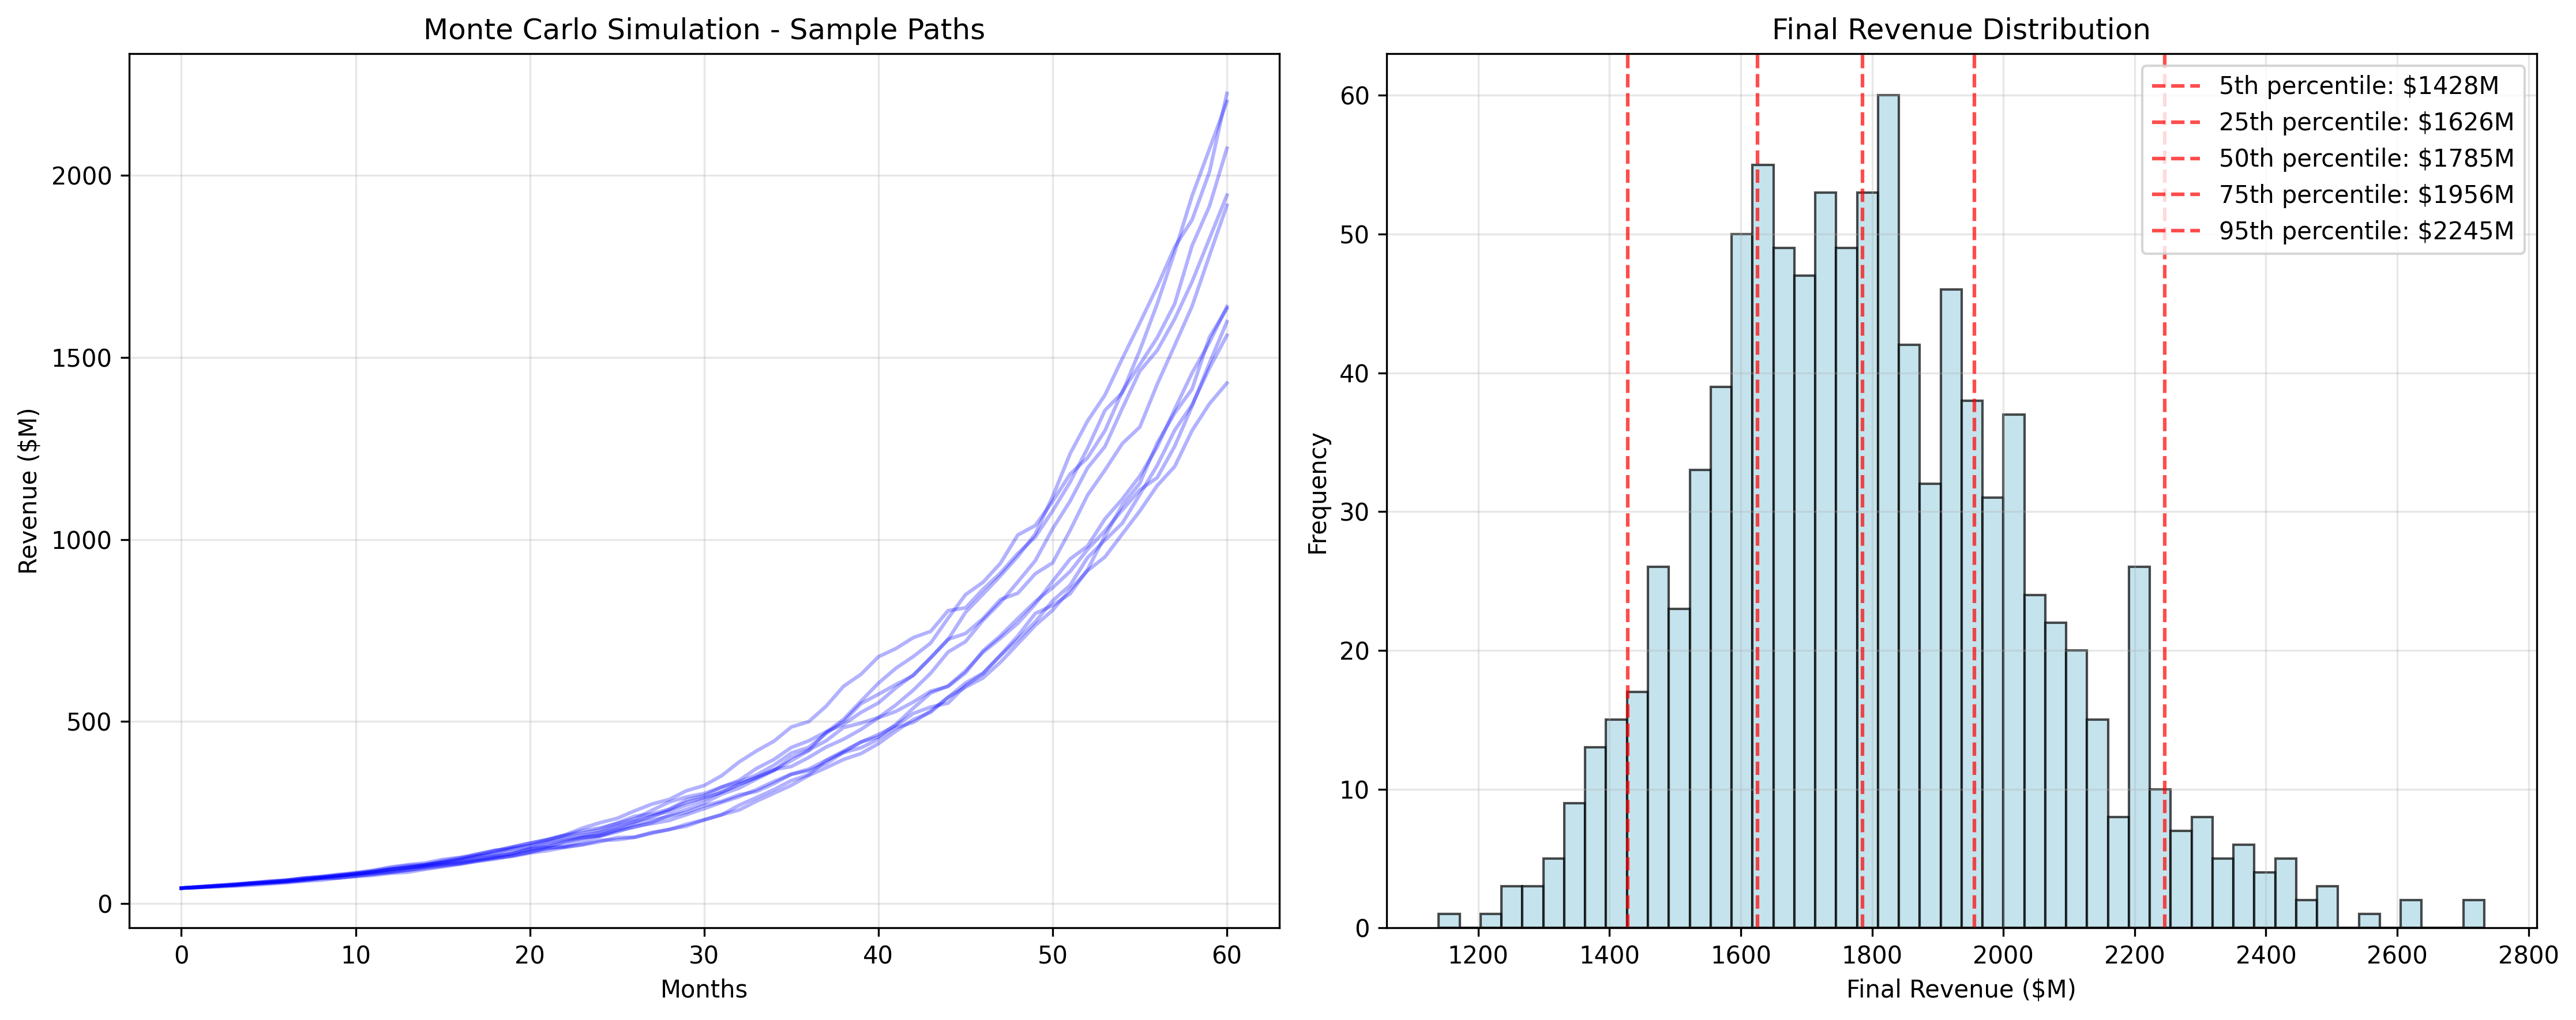 Monte Carlo Simulation - Sample Paths
Revenue ($M)
2000
1500
1000
500
0
0 10 20 30 40 50 60
Months
Final Revenue Distribution
Frequency
60
50
40
30
20
10
0
5th percentile: $1428M
25th percentile: $1626M
50th percentile: $1785M
75th percentile: $1956M
95th percentile: $2245M
1200 1400 1600 1800 2000 2200 2400 2600 2800
Final Revenue ($M)